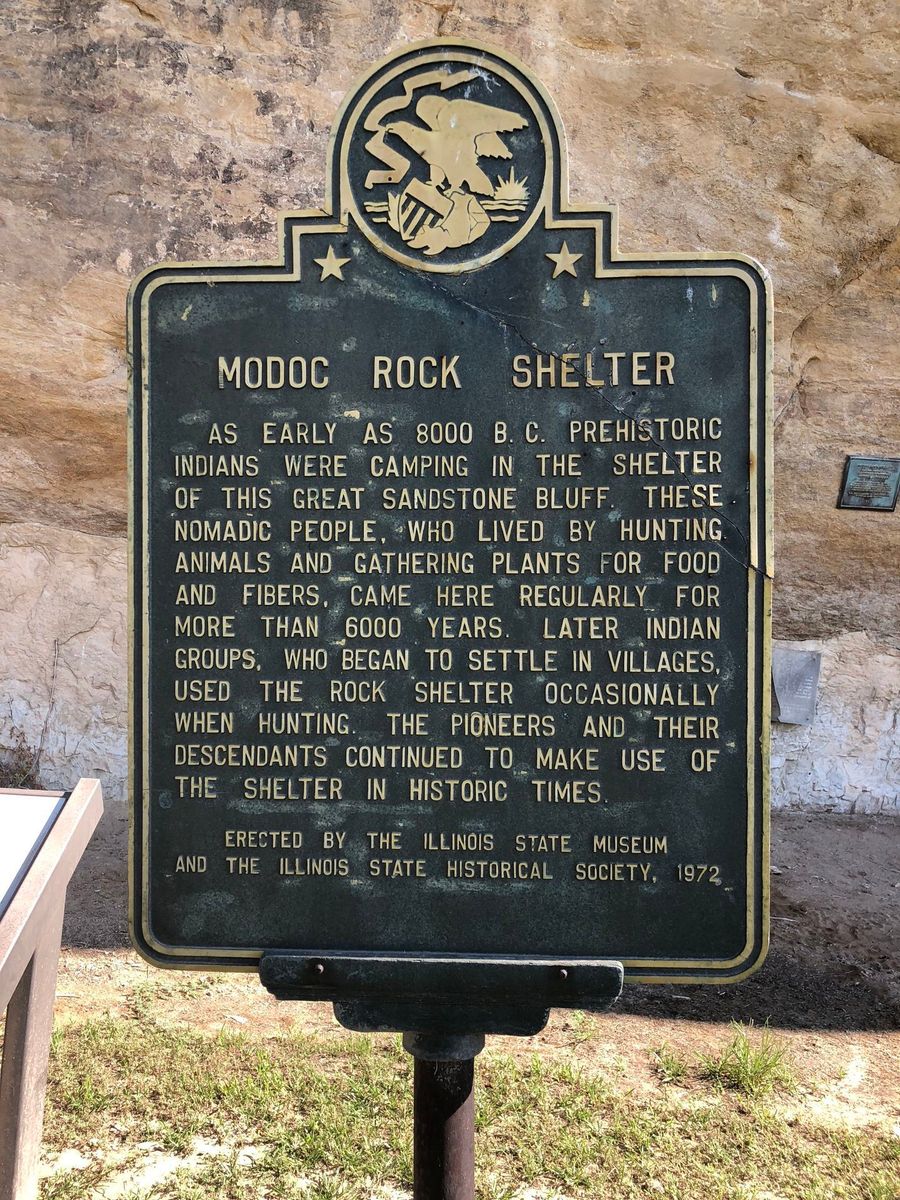 MODOC ROCK SHELTER
AS EARLY AS 8000 B.C. PREHISTORIC
INDIANS WERE CAMPING IN THE SHELTER
OF THIS GREAT SANDSTONE BLUFF. THESE
NOMADIC PEOPLE, WHO LIVED BY HUNTING
ANIMALS AND GATHERING PLANTS FOR FOOD
AND FIBERS, CAME HERE REGULARLY FOR
MORE THAN 6000 YEARS. LATER INDIAN
GROUPS, WHO BEGAN TO SETTLE IN VILLAGES,
USED THE ROCK SHELTER OCCASIONALLY
WHEN HUNTING. THE PIONEERS AND THEIR
DESCENDANTS CONTINUED TO MAKE USE OF
THE SHELTER IN HISTORIC TIMES.
ERECTED BY THE ILLINOIS STATE MUSEUM
AND THE ILLINOIS STATE HISTORICAL SOCIETY, 1972